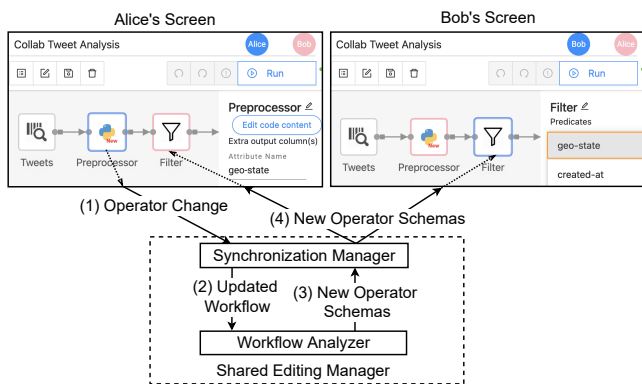 Alice's Screen
Bob's Screen
Collab Tweet Analysis
Alice
Bob
Run
Preprocessor
Edit code content
Extra output column(s)
Attribute Name
geo-state
New
Tweets
Preprocessor
Filter
Collab Tweet Analysis
Bob
Alice
Run
Filter
Predicates
geo-state
created-at
New
Tweets
Preprocessor
Filter
(1) Operator Change
(4) New Operator Schemas
Synchronization Manager
(2) Updated
Workflow
(3) New Operator
Schemas
Workflow Analyzer
Shared Editing Manager